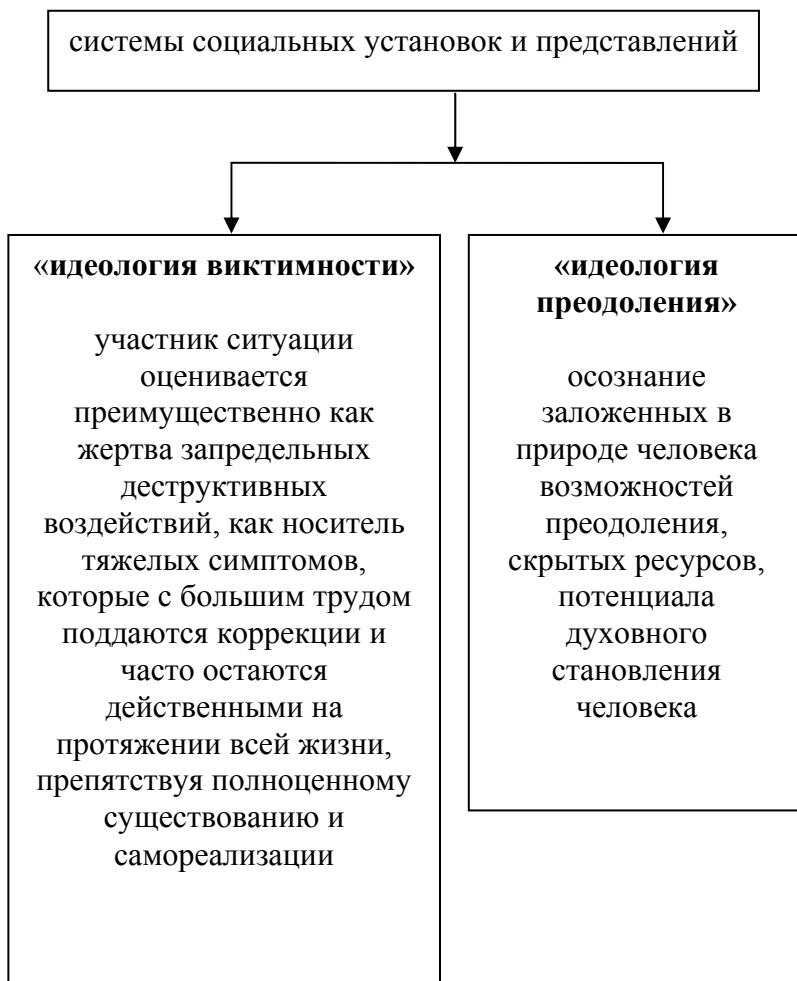 системы социальных установок и представлений
«идеология виктимности»
участник ситуации
оценивается
преимущественно как
жертва запредельных
деструктивных
воздействий, как носитель
тяжелых симптомов,
которые с большим трудом
поддаются коррекции и
часто остаются
действенными на
протяжении всей жизни,
препятствуя полноценному
существованию и
самореализации
«идеология
преодоления»
осознание
заложенных в
природе человека
возможностей
преодоления,
скрытых ресурсов,
потенциала
духовного
становления
человека